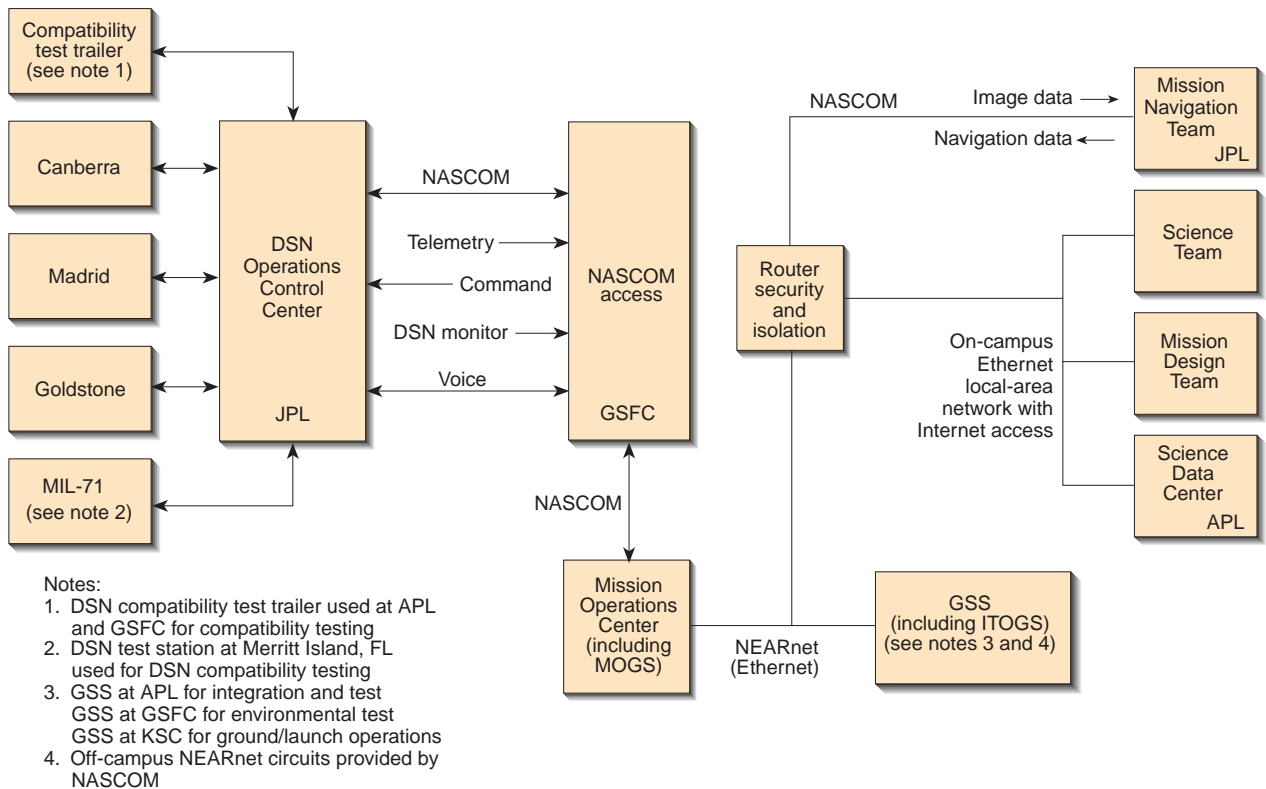 Compatibility
test trailer
(see note 1)
Canberra
Madrid
Goldstone
MIL-71
(see note 2)
DSN
Operations
Control
Center
JPL
NASCOM
Telemetry
Command
DSN monitor
Voice
NASCOM
access
GSFC
NASCOM
Mission
Operations
Center
(including
MOGS)
NEARnet
(Ethernet)
GSS
(including ITOGS)
(see notes 3 and 4)
Router
security
and
isolation
NASCOM
Image data
Navigation data
Mission
Navigation
Team
JPL
On-campus
Ethernet
local-area
network with
Internet access
Science
Team
Mission
Design
Team
Science
Data
Center
APL
Notes:
1. DSN compatibility test trailer used at APL
and GSFC for compatibility testing
2. DSN test station at Merritt Island, FL
used for DSN compatibility testing
3. GSS at APL for integration and test
GSS at GSFC for environmental test
GSS at KSC for ground/launch operations
4. Off-campus NEARnet circuits provided by
NASCOM